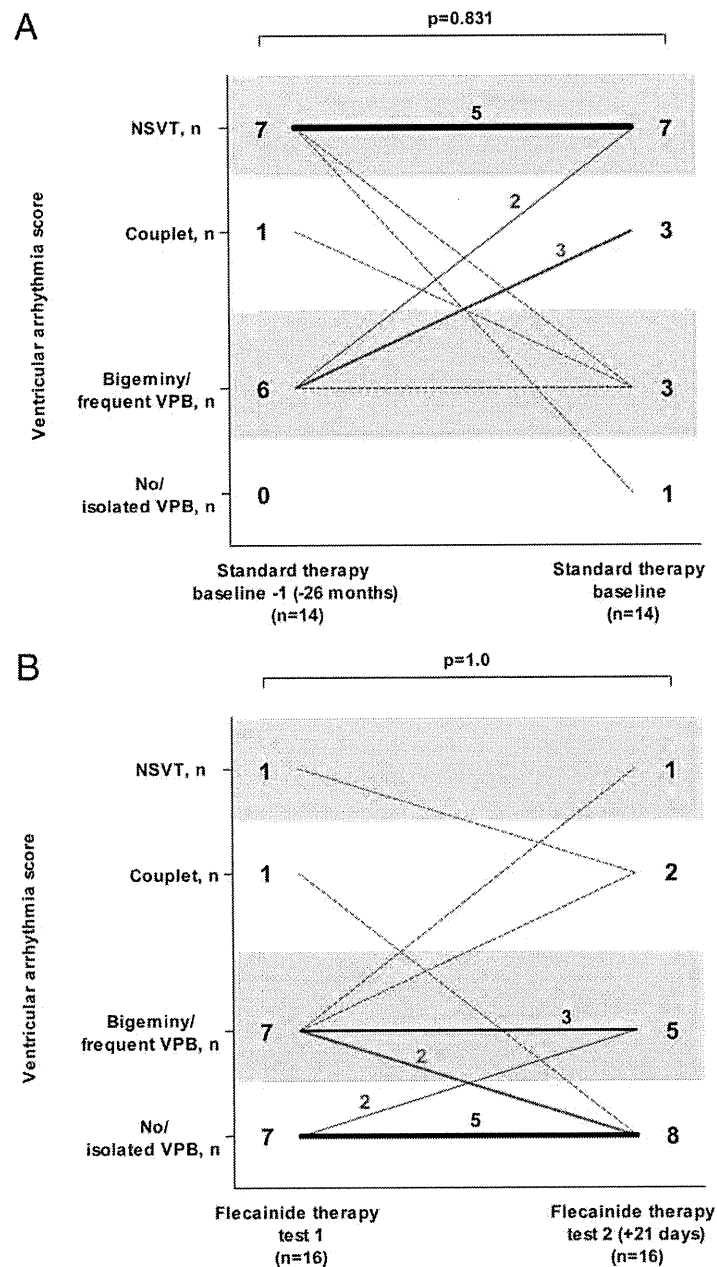 A
p=0.831
Ventricular arrhythmia score
NSVT, n
7
5
7
2
Couplet, n
1
3
3
Bigeminy/
frequent VPB, n
6
3
No/
isolated VPB, n
0
1
Standard therapy
baseline -1 (-26 months)
(n=14)
Standard therapy
baseline
(n=14)
B
p=1.0
Ventricular arrhythmia score
NSVT, n
1
1
Couplet, n
1
2
Bigeminy/
frequent VPB, n
7
3
5
2
2
5
No/
isolated VPB, n
7
8
Flecainide therapy
test 1
(n=16)
Flecainide therapy
test 2 (+21 days)
(n=16)